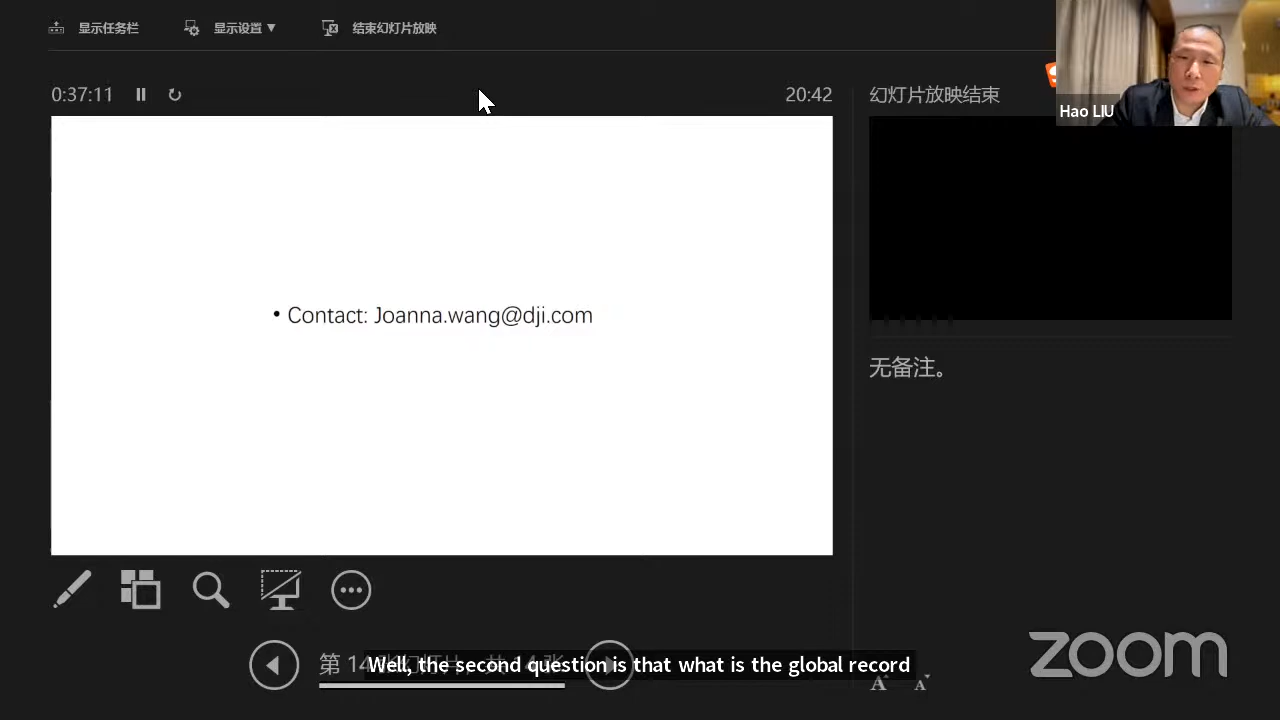 显示任务栏 显示设置 ▼ 结束幻灯片放映
0:37:11 20:42 幻灯片放映结束
Hao LIU
• Contact: Joanna.wang@dji.com
无备注。
Well, the second question is that what is the global record
A A
zoom